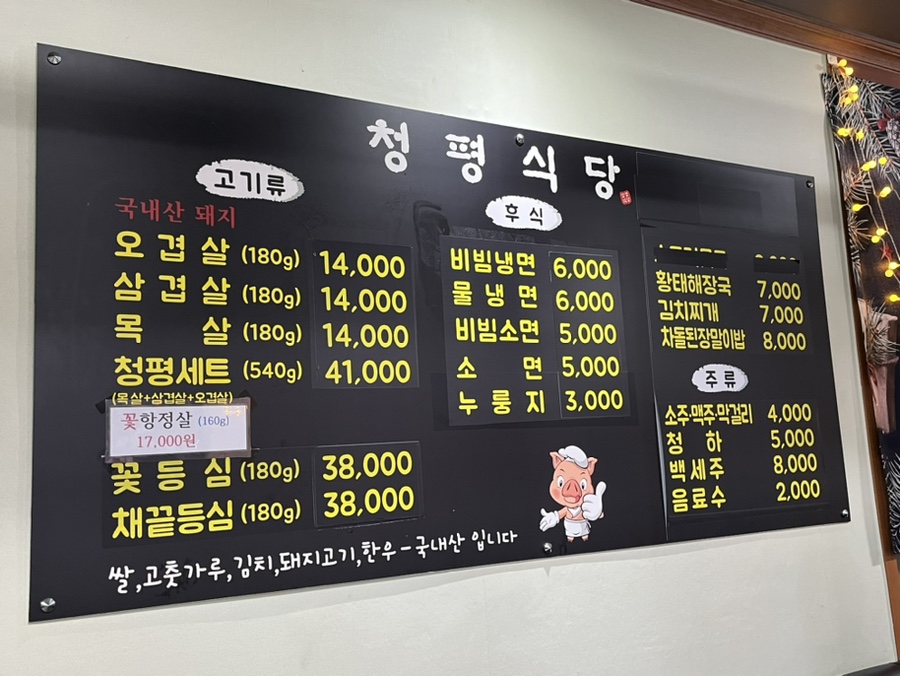 청평식당
고기류
국내산 돼지
오겹살 (180g) 14,000
삼겹살 (180g) 14,000
목살 (180g) 14,000
청평세트 (540g) 41,000
(목살+삼겹살+오겹살)
꽃항정살 (160g)
17,000원
꽃등심 (180g) 38,000
채끝등심 (180g) 38,000
후식
비빔냉면 6,000
물냉면 6,000
비빔소면 5,000
소면 5,000
누룽지 3,000
황태해장국 7,000
김치찌개 7,000
차돌된장말이밥 8,000
주류
소주·맥주·막걸리 4,000
청하 5,000
백세주 8,000
음료수 2,000
쌀,고춧가루,김치,돼지고기,한우-국내산 입니다